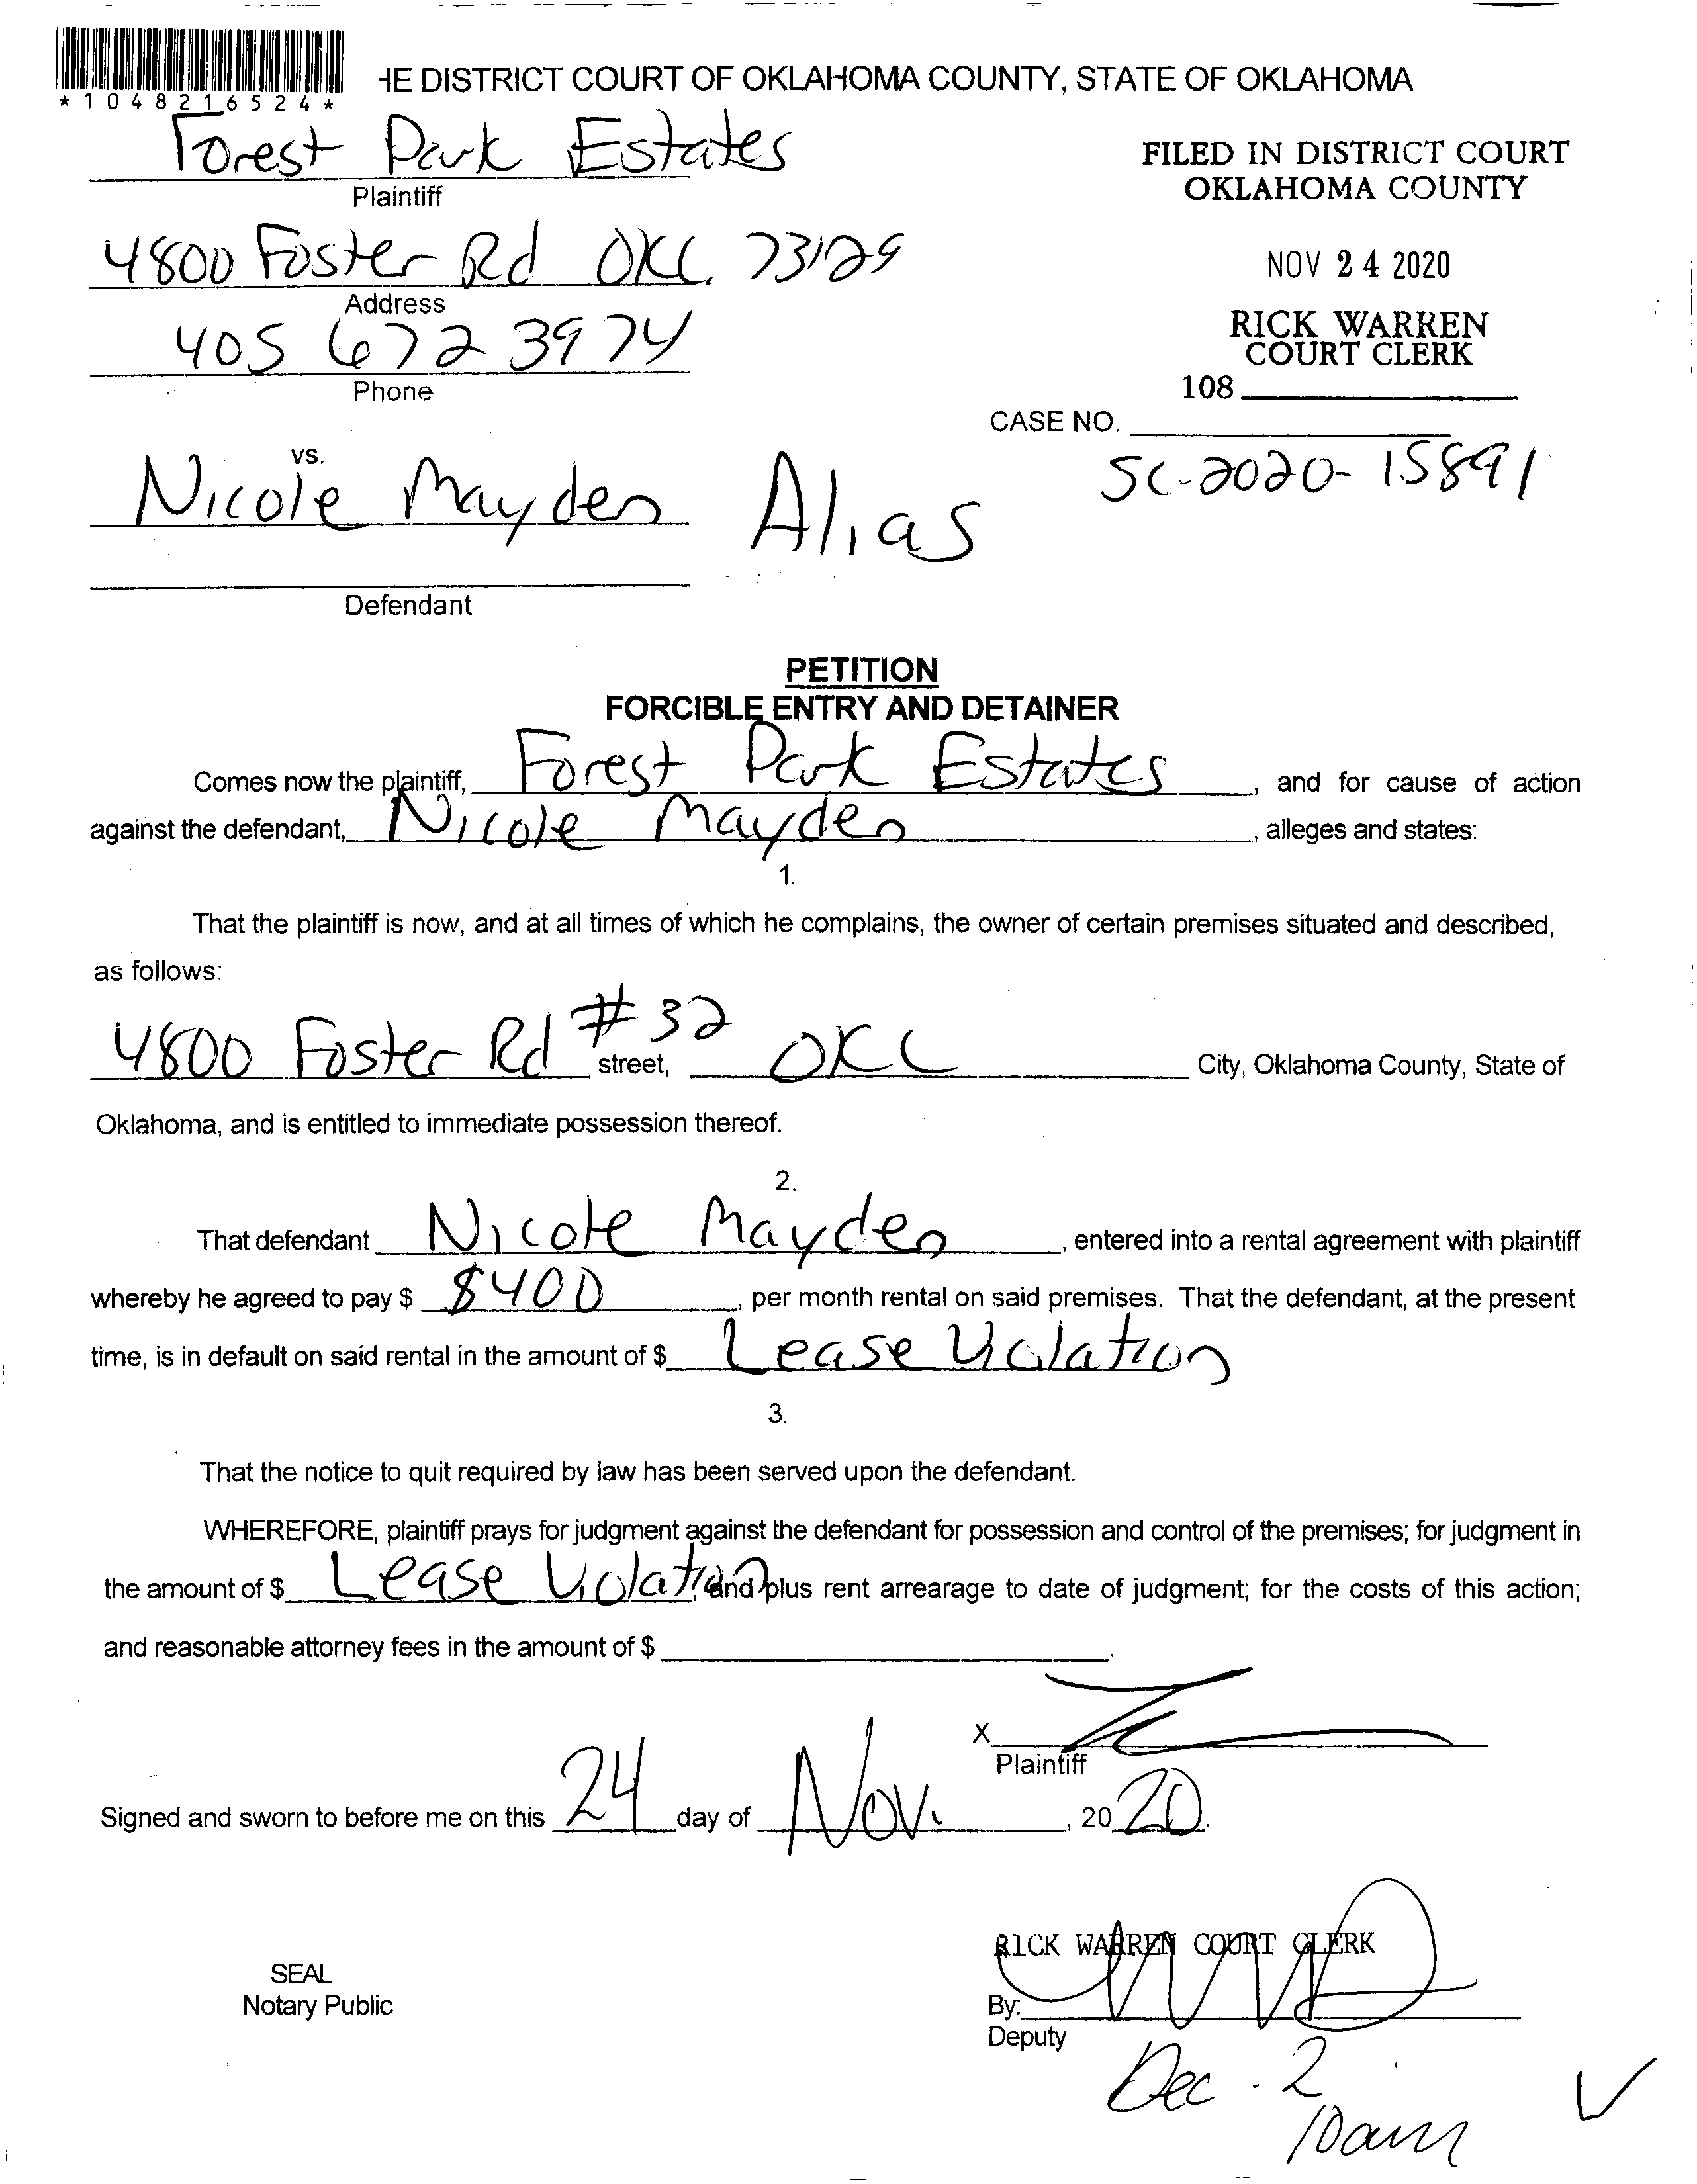 *1048216524*
HE DISTRICT COURT OF OKLAHOMA COUNTY, STATE OF OKLAHOMA
Forest Park Estates
Plaintiff
FILED IN DISTRICT COURT
OKLAHOMA COUNTY
4800 Foster Rd OKC. 73129
Address
NOV 24 2020
405 672 3974
Phone
RICK WARREN
COURT CLERK
108
CASE NO.
SC-2020-15891
vs.
Nicole Mayden Alias
Defendant
PETITION
FORCIBLE ENTRY AND DETAINER
Comes now the plaintiff, Forest Park Estates, and for cause of action
against the defendant, Nicole Mayden, alleges and states:
1.
That the plaintiff is now, and at all times of which he complains, the owner of certain premises situated and described,
as follows:
4800 Foster Rd #32 street, OKC City, Oklahoma County, State of
Oklahoma, and is entitled to immediate possession thereof.
2.
That defendant Nicole Mayden, entered into a rental agreement with plaintiff
whereby he agreed to pay $ $400, per month rental on said premises. That the defendant, at the present
time, is in default on said rental in the amount of $ Lease Violation
3.
That the notice to quit required by law has been served upon the defendant.
WHEREFORE, plaintiff prays for judgment against the defendant for possession and control of the premises; for judgment in
the amount of $ Lease Violation, and plus rent arrearage to date of judgment; for the costs of this action;
and reasonable attorney fees in the amount of $ .
X
Plaintiff
Signed and sworn to before me on this 24 day of Nov., 20 20.
RICK WARREN COURT CLERK
SEAL
Notary Public
By:
Deputy
Dec. 2
10am